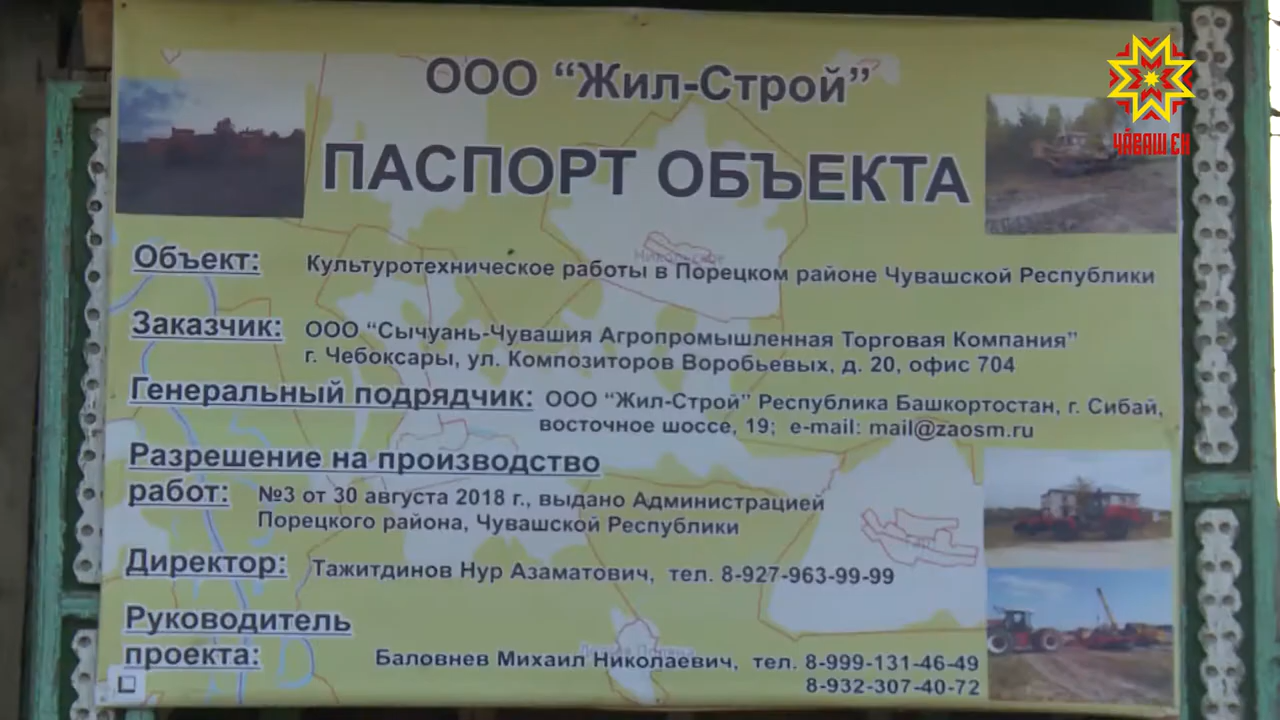 ООО “Жил-Строй”
ЧӐВАШ ЕН
ПАСПОРТ ОБЪЕКТА
Никольское
Объект: Культуротехническое работы в Порецком районе Чувашской Республики
Заказчик: ООО “Сычуань-Чувашия Агропромышленная Торговая Компания”
г. Чебоксары, ул. Композиторов Воробьевых, д. 20, офис 704
Генеральный подрядчик: ООО “Жил-Строй” Республика Башкортостан, г. Сибай,
восточное шоссе, 19; e-mail: mail@zaosm.ru
Разрешение на производство
работ: №3 от 30 августа 2018 г., выдано Администрацией
Порецкого района, Чувашской Республики
Директор: Тажитдинов Нур Азаматович, тел. 8-927-963-99-99
Руководитель
проекта: Баловнев Михаил Николаевич, тел. 8-999-131-46-49
8-932-307-40-72